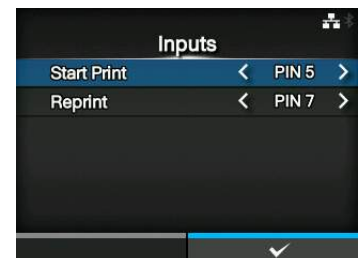 Inputs
Start Print < PIN 5 >
Reprint < PIN 7 >